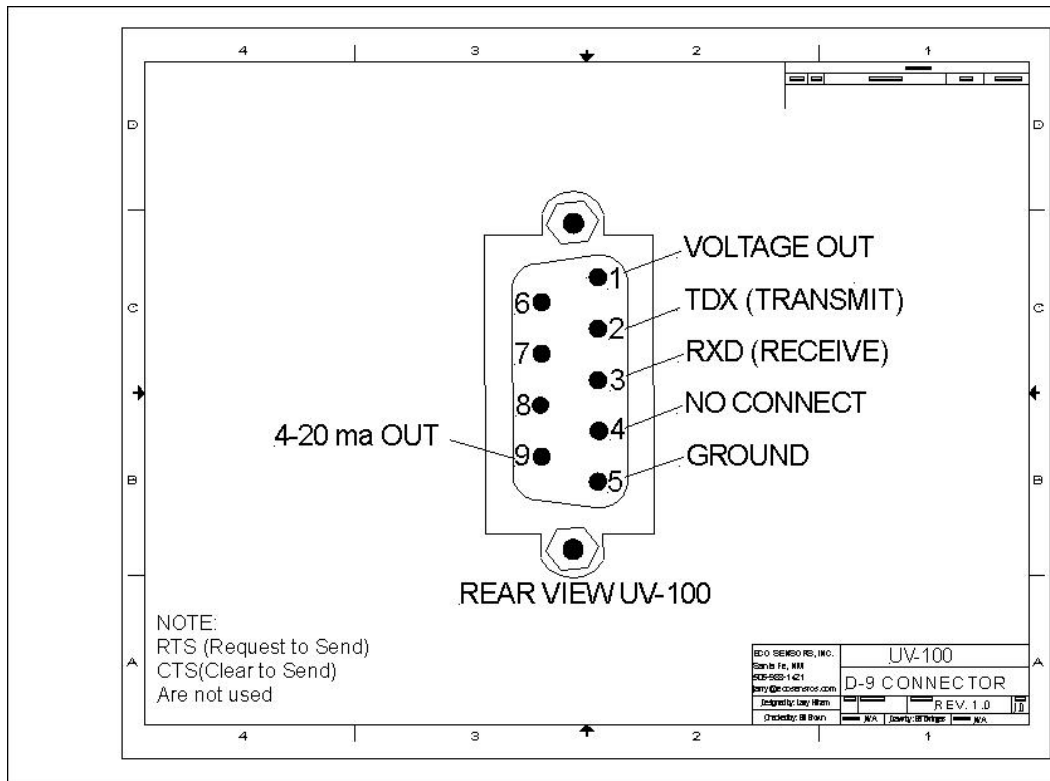 4 3 2 1
D D
C C
B B
A A
VOLTAGE OUT
TDX (TRANSMIT)
RXD (RECEIVE)
NO CONNECT
GROUND
4-20 ma OUT
1
2
3
4
5
6
7
8
9
REAR VIEW UV-100
NOTE:
RTS (Request to Send)
CTS(Clear to Send)
Are not used
ECO SENSORS, INC.
Santa Fe, NM
UV-100
D-9 CONNECTOR
REV. 1.0
N/A
N/A
4 3 2 1